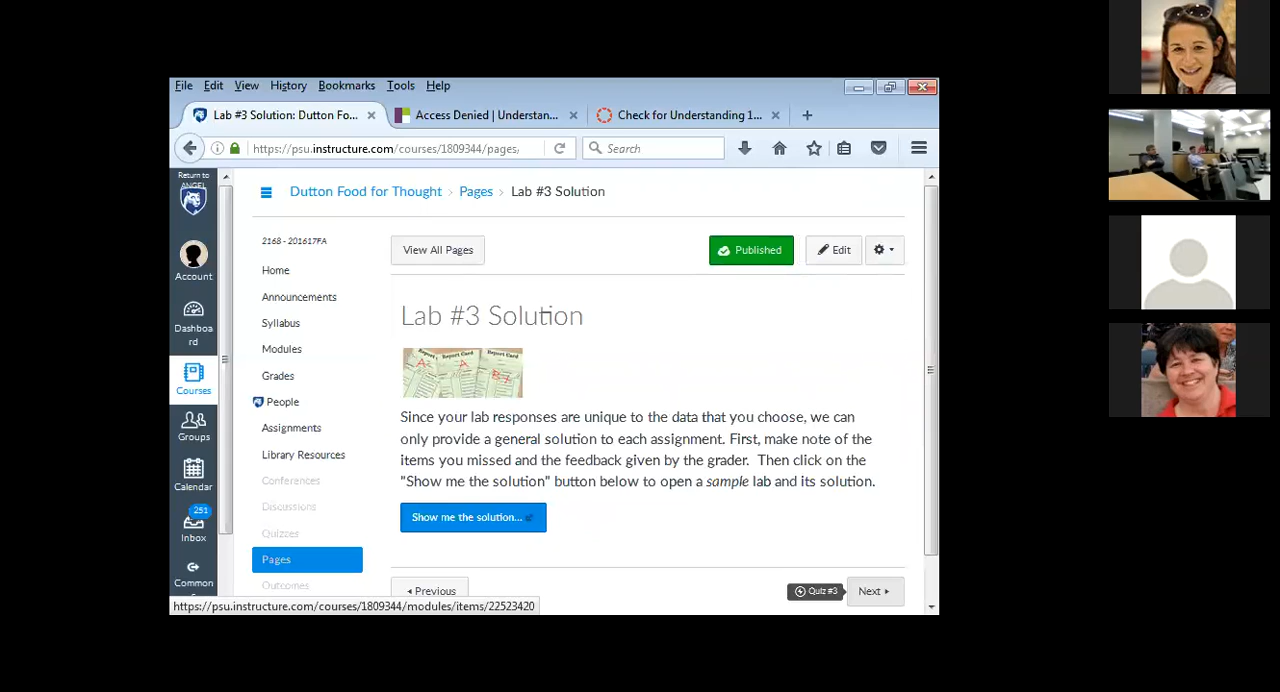 File Edit View History Bookmarks Tools Help
Lab #3 Solution: Dutton Fo...
Access Denied | Understan...
Check for Understanding 1...
https://psu.instructure.com/courses/1809344/pages,
Search
Return to
ANGEL
Account
Dashboa
rd
Courses
Groups
Calendar
251
Inbox
Common
Dutton Food for Thought > Pages > Lab #3 Solution
2168 - 201617FA
Home
Announcements
Syllabus
Modules
Grades
People
Assignments
Library Resources
Conferences
Discussions
Quizzes
Pages
Outcomes
View All Pages
Published
Edit
Lab #3 Solution
Report Card
Since your lab responses are unique to the data that you choose, we can
only provide a general solution to each assignment. First, make note of the
items you missed and the feedback given by the grader. Then click on the
"Show me the solution" button below to open a sample lab and its solution.
Show me the solution...
Previous
Quiz #3
Next
https://psu.instructure.com/courses/1809344/modules/items/22523420